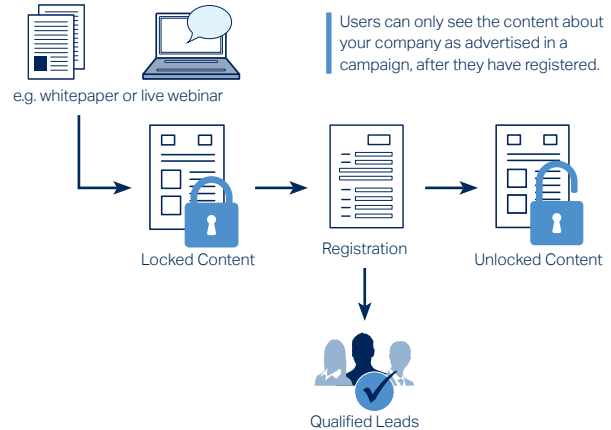 Users can only see the content about
your company as advertised in a
campaign, after they have registered.
e.g. whitepaper or live webinar
Locked Content
Registration
Unlocked Content
Qualified Leads